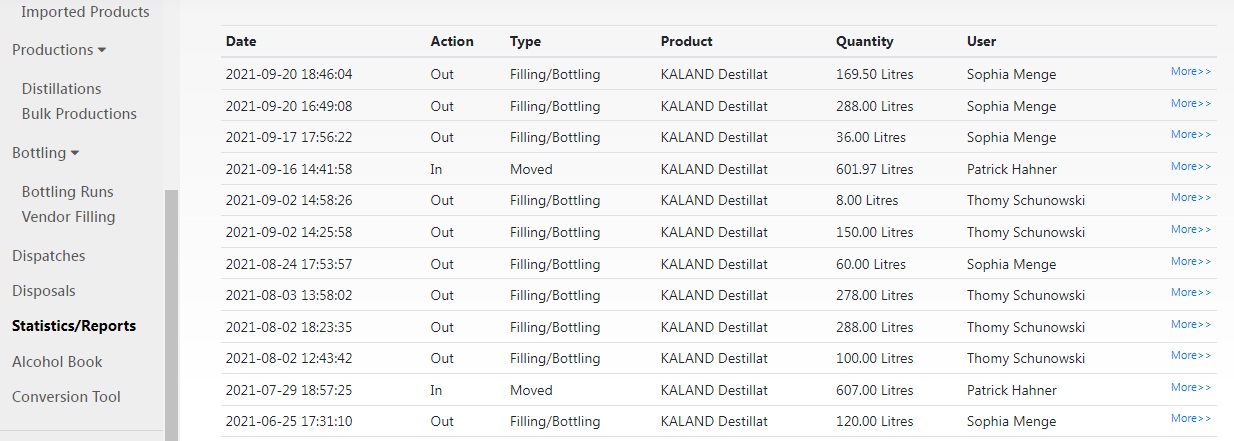 Imported Products
Productions
Distillations
Bulk Productions
Bottling
Bottling Runs
Vendor Filling
Dispatches
Disposals
Statistics/Reports
Alcohol Book
Conversion Tool
Date Action Type Product Quantity User
2021-09-20 18:46:04 Out Filling/Bottling KALAND Destillat 169.50 Litres Sophia Menge More>>
2021-09-20 16:49:08 Out Filling/Bottling KALAND Destillat 288.00 Litres Sophia Menge More>>
2021-09-17 17:56:22 Out Filling/Bottling KALAND Destillat 36.00 Litres Sophia Menge More>>
2021-09-16 14:41:58 In Moved KALAND Destillat 601.97 Litres Patrick Hahner More>>
2021-09-02 14:58:26 Out Filling/Bottling KALAND Destillat 8.00 Litres Thomy Schunowski More>>
2021-09-02 14:25:58 Out Filling/Bottling KALAND Destillat 150.00 Litres Thomy Schunowski More>>
2021-08-24 17:53:57 Out Filling/Bottling KALAND Destillat 60.00 Litres Sophia Menge More>>
2021-08-03 13:58:02 Out Filling/Bottling KALAND Destillat 278.00 Litres Thomy Schunowski More>>
2021-08-02 18:23:35 Out Filling/Bottling KALAND Destillat 288.00 Litres Thomy Schunowski More>>
2021-08-02 12:43:42 Out Filling/Bottling KALAND Destillat 100.00 Litres Thomy Schunowski More>>
2021-07-29 18:57:25 In Moved KALAND Destillat 607.00 Litres Patrick Hahner More>>
2021-06-25 17:31:10 Out Filling/Bottling KALAND Destillat 120.00 Litres Sophia Menge More>>